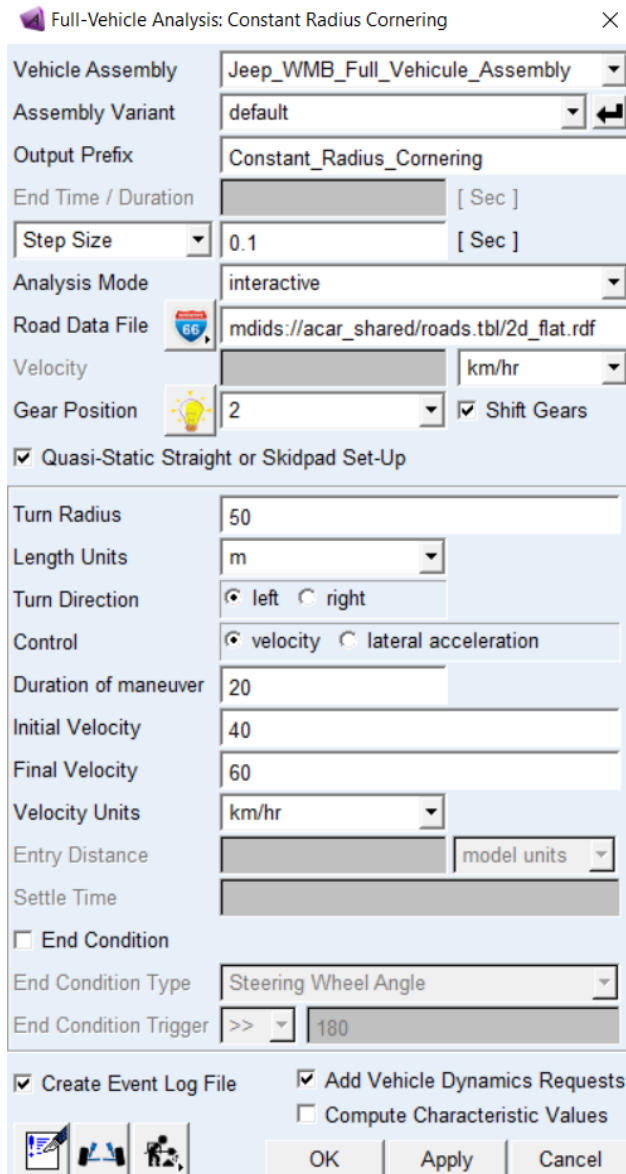 Full-Vehicle Analysis: Constant Radius Cornering
Vehicle Assembly Jeep_WMB_Full_Vehicule_Assembly
Assembly Variant default
Output Prefix Constant_Radius_Cornering
End Time / Duration [ Sec ]
Step Size 0.1 [ Sec ]
Analysis Mode interactive
Road Data File 66 mdids://acar_shared/roads.tbl/2d_flat.rdf
Velocity km/hr
Gear Position 2 Shift Gears
Quasi-Static Straight or Skidpad Set-Up
Turn Radius 50
Length Units m
Turn Direction left right
Control velocity lateral acceleration
Duration of maneuver 20
Initial Velocity 40
Final Velocity 60
Velocity Units km/hr
Entry Distance model units
Settle Time
End Condition
End Condition Type Steering Wheel Angle
End Condition Trigger >> 180
Create Event Log File Add Vehicle Dynamics Requests
Compute Characteristic Values
OK Apply Cancel